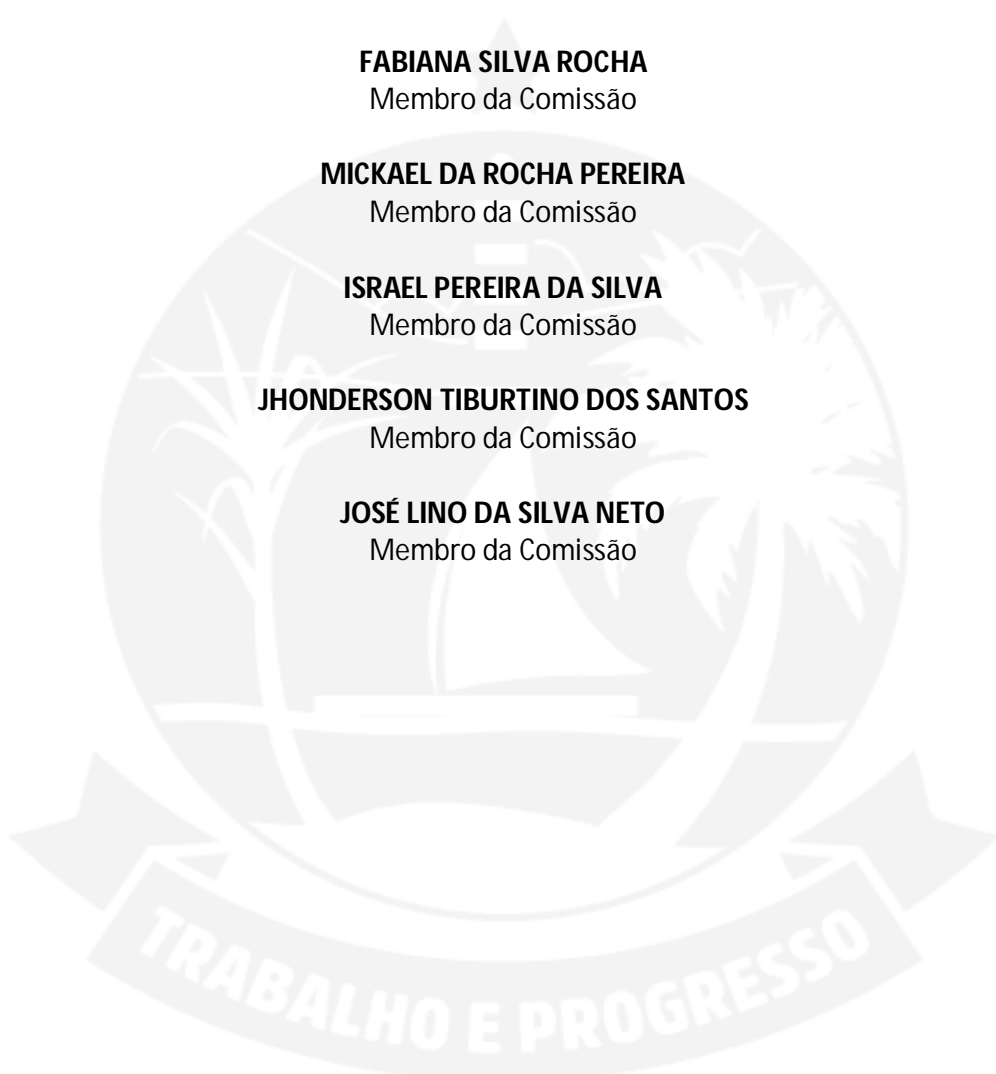 FABIANA SILVA ROCHA
Membro da Comissão
MICKAEL DA ROCHA PEREIRA
Membro da Comissão
ISRAEL PEREIRA DA SILVA
Membro da Comissão
JHONDERSON TIBURTINO DOS SANTOS
Membro da Comissão
JOSÉ LINO DA SILVA NETO
Membro da Comissão
TRABALHO E PROGRESSO